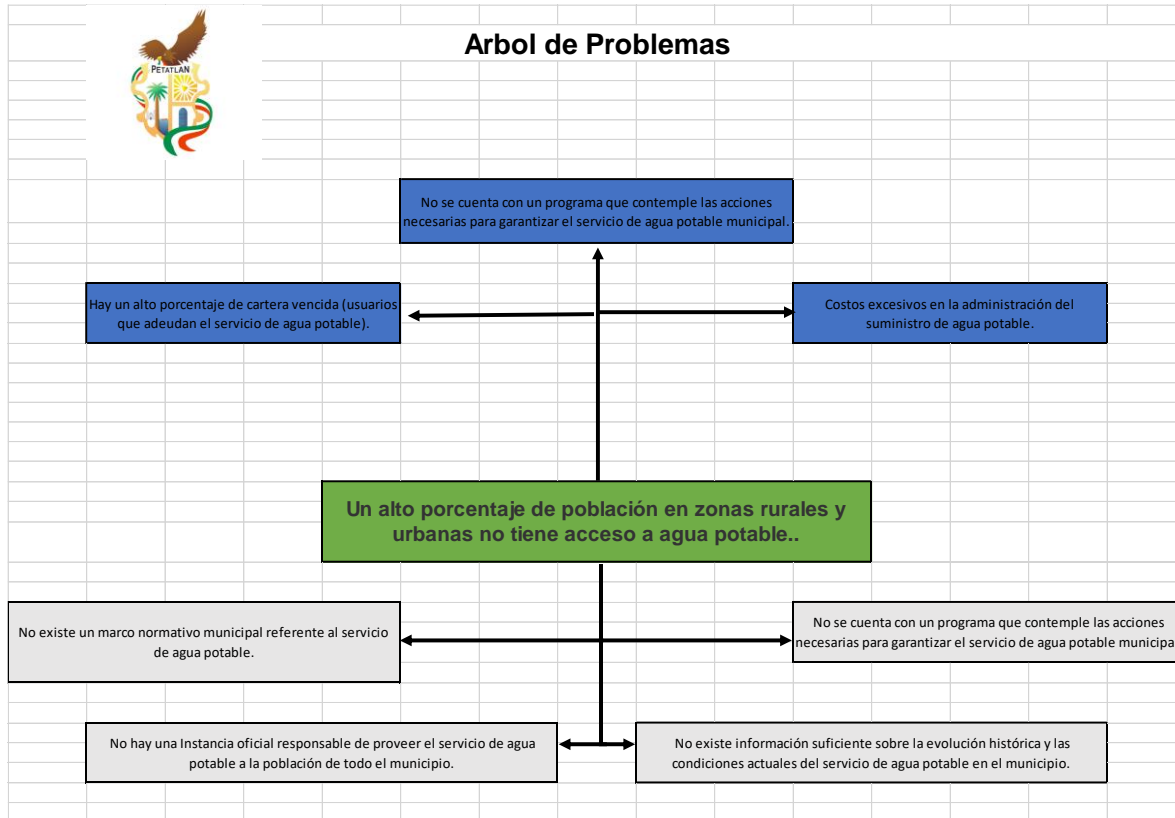 Arbol de Problemas
PETATLAN
No se cuenta con un programa que contemple las acciones
necesarias para garantizar el servicio de agua potable municipal.
Hay un alto porcentaje de cartera vencida (usuarios
que adeudan el servicio de agua potable).
Costos excesivos en la administración del
suministro de agua potable.
Un alto porcentaje de población en zonas rurales y
urbanas no tiene acceso a agua potable..
No existe un marco normativo municipal referente al servicio
de agua potable.
No se cuenta con un programa que contemple las acciones
necesarias para garantizar el servicio de agua potable municipa
No hay una Instancia oficial responsable de proveer el servicio de agua
potable a la población de todo el municipio.
No existe información suficiente sobre la evolución histórica y las
condiciones actuales del servicio de agua potable en el municipio.